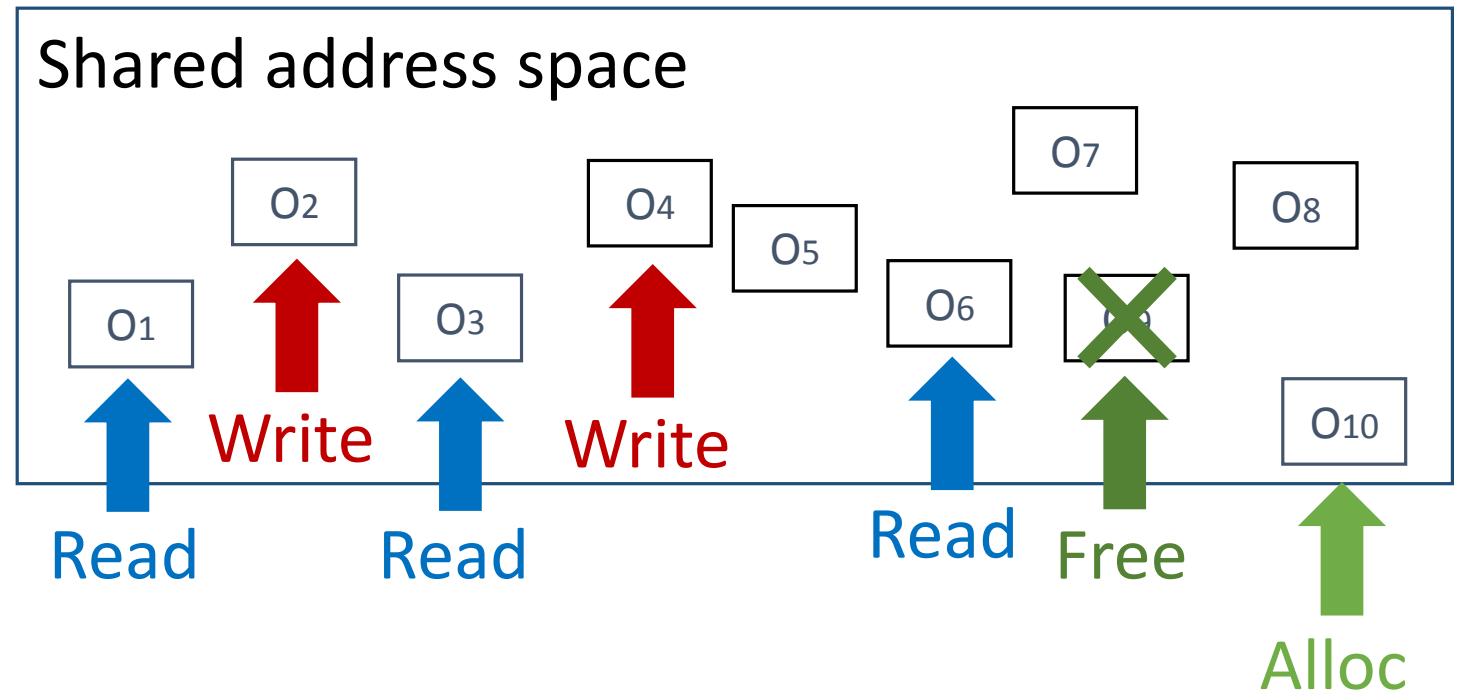 Shared address space
O7
O2
O4
O8
O5
O6
O3
O1
O10
Write
Write
Read
Read
Read
Free
Alloc